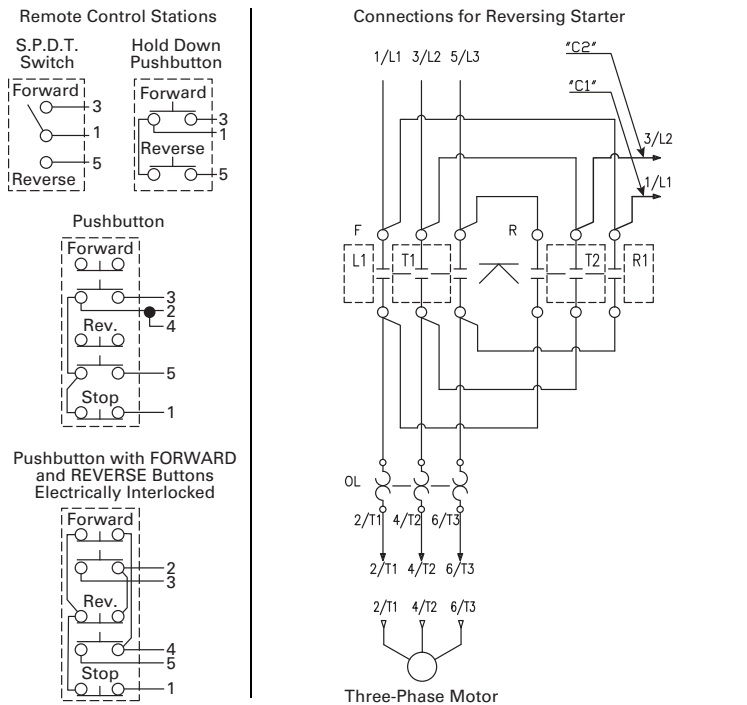 Remote Control Stations
S.P.D.T.
Switch
Forward
3
1
5
Reverse
Hold Down
Pushbutton
Forward
3
1
Reverse
5
Pushbutton
Forward
3
2
Rev.
4
5
Stop
1
Pushbutton with FORWARD
and REVERSE Buttons
Electrically Interlocked
Forward
2
3
Rev.
4
5
Stop
1
Connections for Reversing Starter
1/L1 3/L2 5/L3
"C2"
"C1"
3/L2
1/L1
F R
L1 T1 T2 R1
OL
2/T1 4/T2 6/T3
2/T1 4/T2 6/T3
2/T1 4/T2 6/T3
Three-Phase Motor